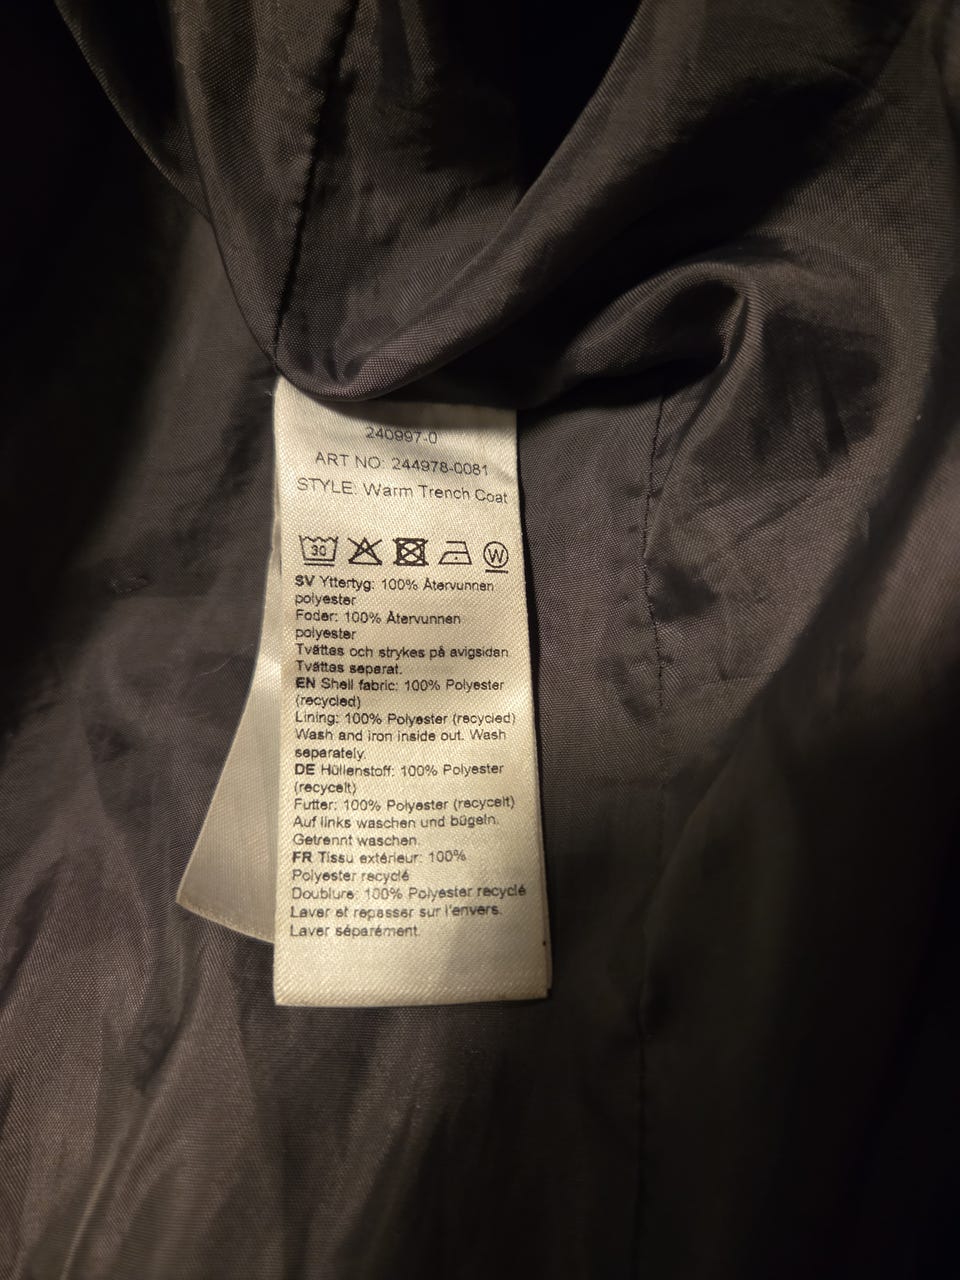 240997-0
ART NO: 244978-0081
STYLE: Warm Trench Coat
30 W
SV Yttertyg: 100% Återvunnen
polyester
Foder: 100% Återvunnen
polyester
Tvättas och strykes på avigsidan.
Tvättas separat.
EN Shell fabric: 100% Polyester
(recycled)
Lining: 100% Polyester (recycled)
Wash and iron inside out. Wash
separately.
DE Hüllenstoff: 100% Polyester
(recycelt)
Futter: 100% Polyester (recycelt)
Auf links waschen und bügeln.
Getrennt waschen.
FR Tissu extérieur: 100%
Polyester recyclé
Doublure: 100% Polyester recyclé
Laver et repasser sur l'envers.
Laver séparément.